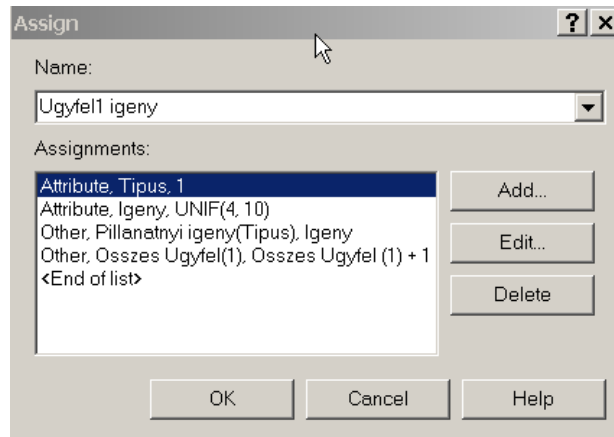 Assign
Name:
Ugyfel1 igeny
Assignments:
Attribute, Tipus, 1
Attribute, Igeny, UNIF(4, 10)
Other, Pillanatnyi igeny(Tipus), Igeny
Other, Osszes Ugyfel(1), Osszes Ugyfel (1) + 1
<End of list>
Add...
Edit...
Delete
OK Cancel Help